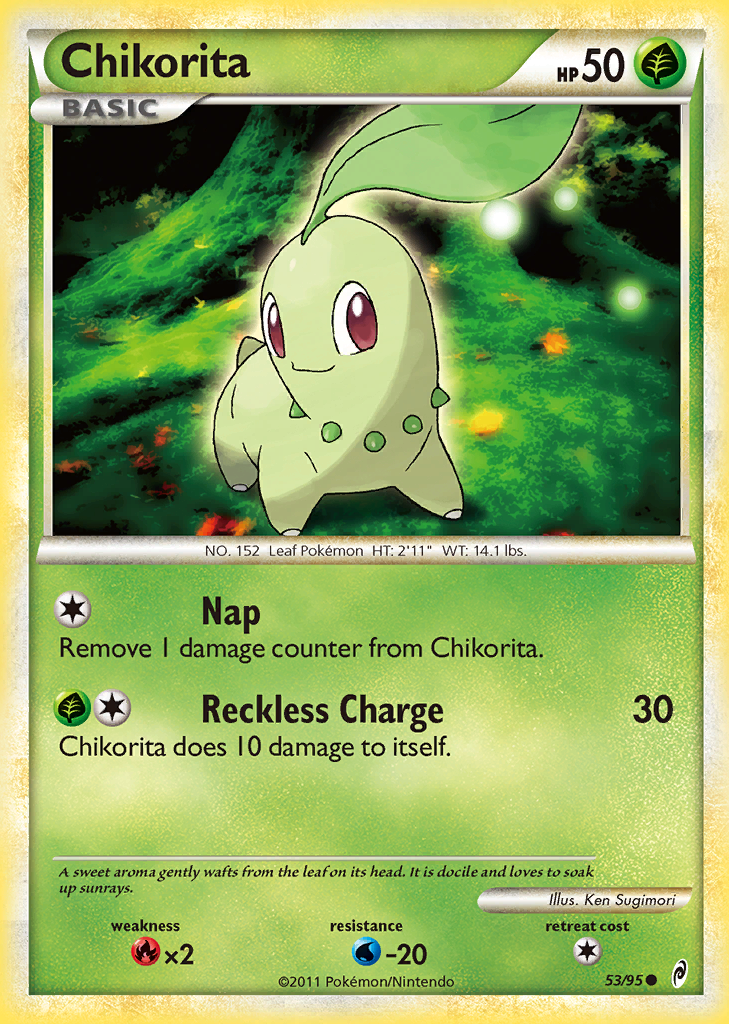 Chikorita
HP 50
BASIC
NO. 152 Leaf Pokémon HT: 2'11" WT: 14.1 lbs.
Nap
Remove 1 damage counter from Chikorita.
Reckless Charge 30
Chikorita does 10 damage to itself.
A sweet aroma gently wafts from the leaf on its head. It is docile and loves to soak
up sunrays.
Illus. Ken Sugimori
weakness resistance retreat cost
×2 -20
©2011 Pokémon/Nintendo
53/95